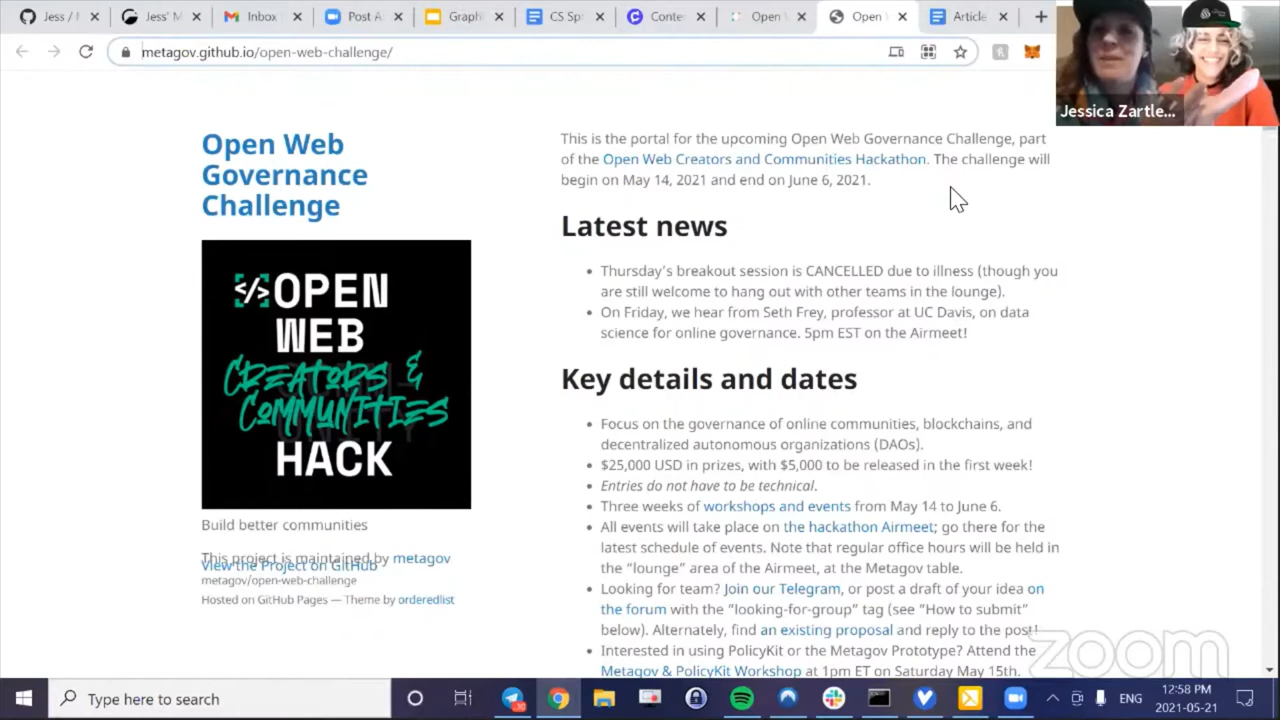 Jess / I
Jess' M
Inbox
Post A
Graph
CS Sp
Conte
Open
Open
Article
metagov.github.io/open-web-challenge/
Jessica Zartle...
Open Web
Governance
Challenge
</>OPEN
WEB
CREATORS &
COMMUNITIES
HACK
Build better communities
This project is maintained by metagov
View the Project on GitHub
metagov/open-web-challenge
Hosted on GitHub Pages — Theme by orderedlist
This is the portal for the upcoming Open Web Governance Challenge, part
of the Open Web Creators and Communities Hackathon. The challenge will
begin on May 14, 2021 and end on June 6, 2021.
Latest news
• Thursday's breakout session is CANCELLED due to illness (though you
are still welcome to hang out with other teams in the lounge).
• On Friday, we hear from Seth Frey, professor at UC Davis, on data
science for online governance. 5pm EST on the Airmeet!
Key details and dates
• Focus on the governance of online communities, blockchains, and
decentralized autonomous organizations (DAOs).
• $25,000 USD in prizes, with $5,000 to be released in the first week!
• Entries do not have to be technical.
• Three weeks of workshops and events from May 14 to June 6.
• All events will take place on the hackathon Airmeet; go there for the
latest schedule of events. Note that regular office hours will be held in
the “lounge” area of the Airmeet, at the Metagov table.
• Looking for team? Join our Telegram, or post a draft of your idea on
the forum with the “looking-for-group” tag (see “How to submit”
below). Alternately, find an existing proposal and reply to the post!
• Interested in using PolicyKit or the Metagov Prototype? Attend the
Metagov & PolicyKit Workshop at 1pm ET on Saturday May 15th.
zoom
Type here to search
ENG
12:58 PM
2021-05-21